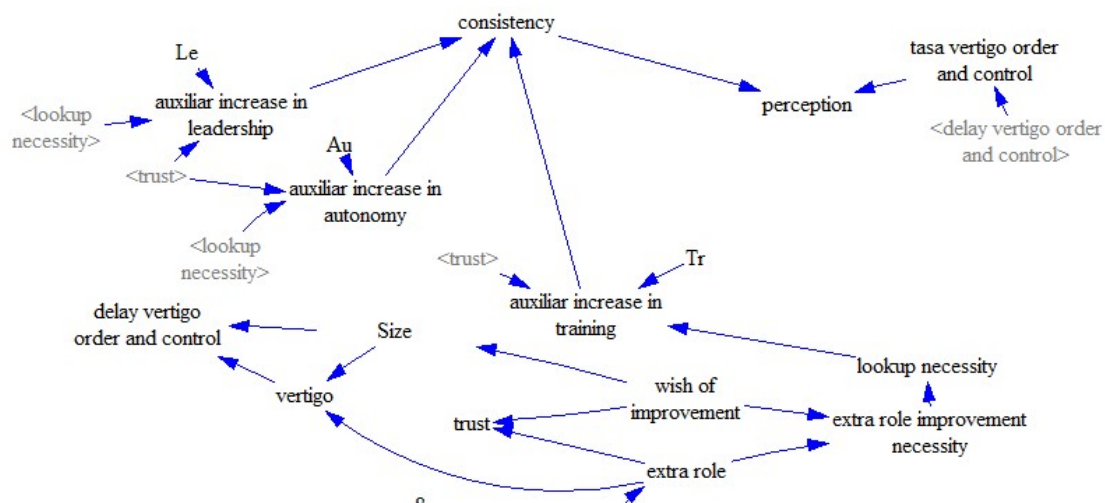 consistency
Le
tasa vertigo order
and control
auxiliar increase in
leadership
perception
<lookup
necessity>
<delay vertigo order
and control>
Au
<trust>
auxiliar increase in
autonomy
<lookup
necessity>
<trust>
Tr
auxiliar increase in
training
delay vertigo
order and control
Size
lookup necessity
vertigo
wish of
improvement
trust
extra role improvement
necessity
extra role